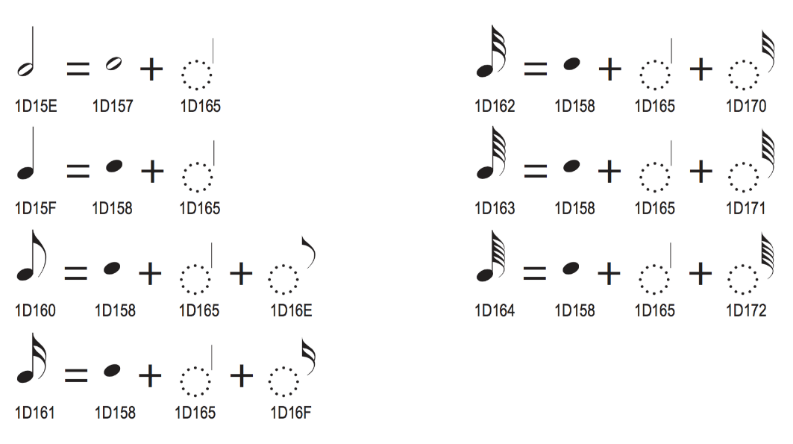 = +
1D15E 1D157 1D165
= +
1D15F 1D158 1D165
= + +
1D160 1D158 1D165 1D16E
= + +
1D161 1D158 1D165 1D16F
= + +
1D162 1D158 1D165 1D170
= + +
1D163 1D158 1D165 1D171
= + +
1D164 1D158 1D165 1D172